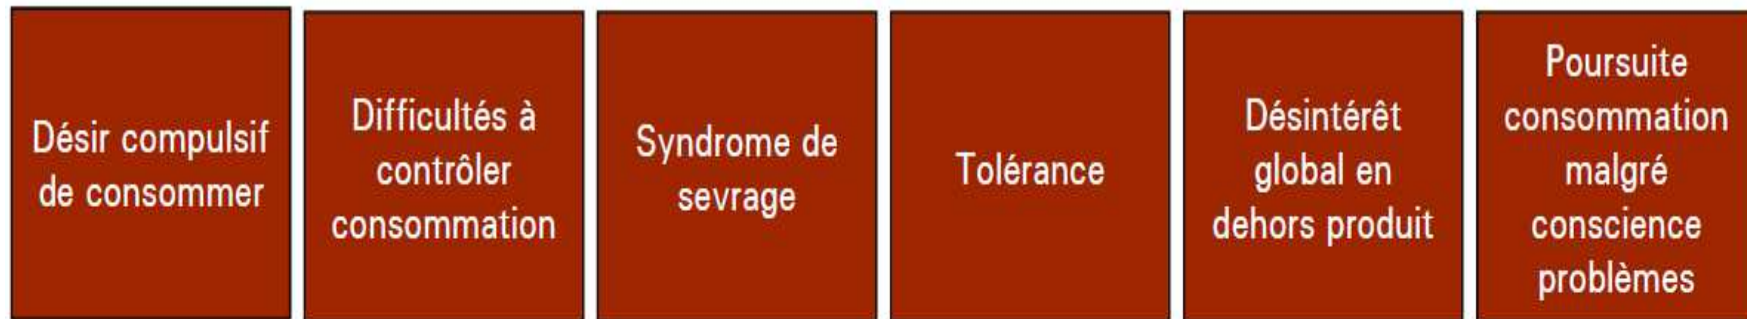 Désir compulsif
de consommer
Difficultés à
contrôler
consommation
Syndrome de
sevrage
Tolérance
Désintérêt
global en
dehors produit
Poursuite
consommation
malgré
conscience
problèmes